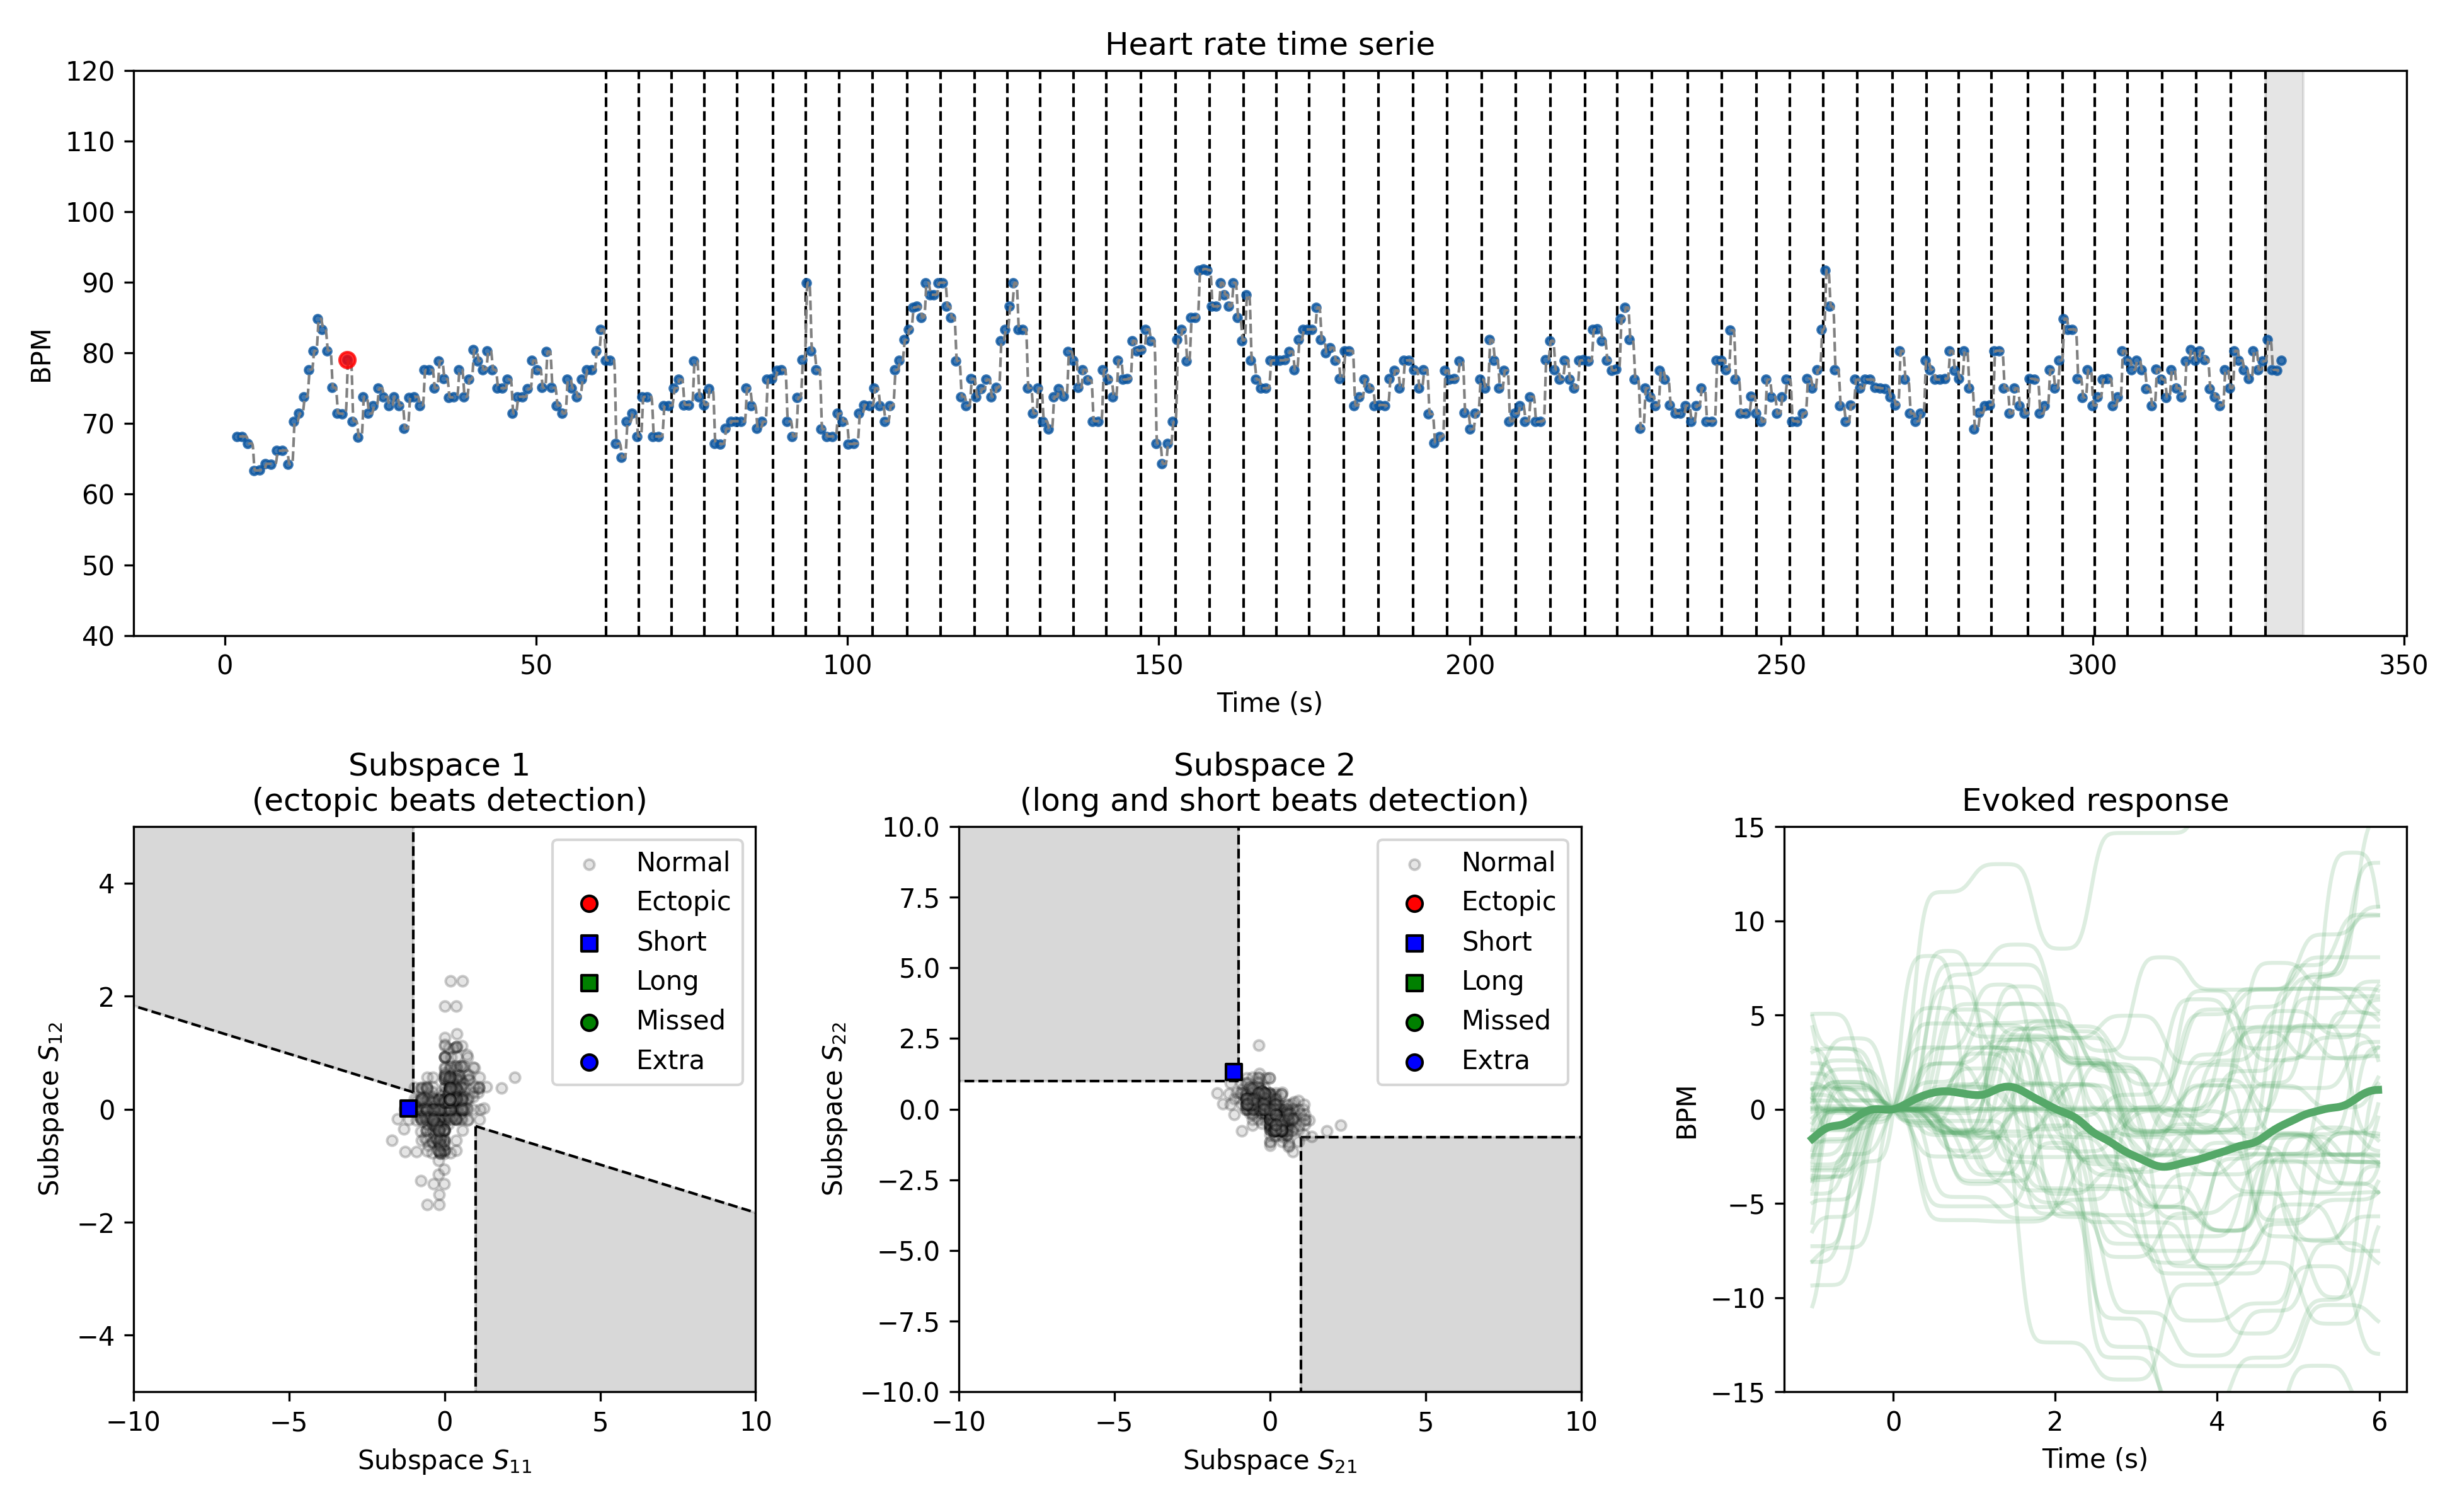 Heart rate time serie
120
110
100
90
80
70
60
50
40
BPM
0 50 100 150 200 250 300 350
Time (s)
Subspace 1
(ectopic beats detection)
4
2
0
−2
−4
Subspace S12
Normal
Ectopic
Short
Long
Missed
Extra
−10 −5 0 5 10
Subspace S11
Subspace 2
(long and short beats detection)
10.0
7.5
5.0
2.5
0.0
−2.5
−5.0
−7.5
−10.0
Subspace S22
Normal
Ectopic
Short
Long
Missed
Extra
−10 −5 0 5 10
Subspace S21
Evoked response
15
10
5
0
−5
−10
−15
BPM
0 2 4 6
Time (s)